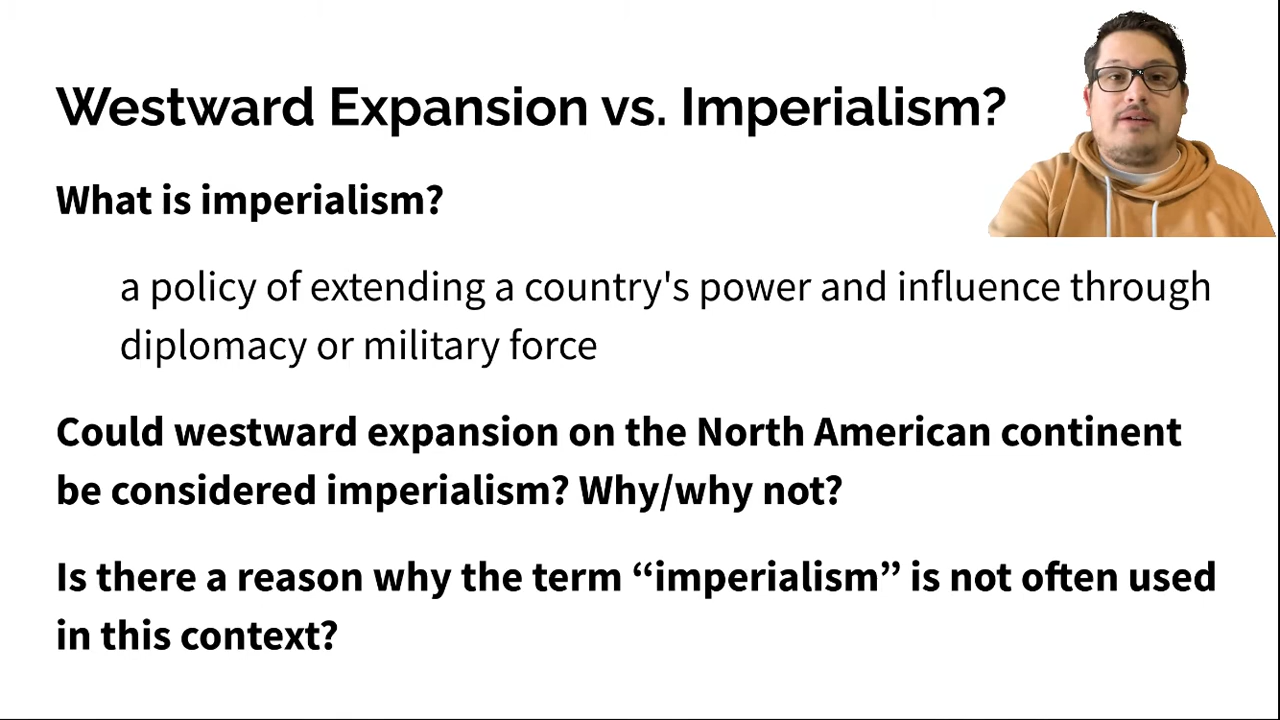 Westward Expansion vs. Imperialism?
What is imperialism?
a policy of extending a country's power and influence through
diplomacy or military force
Could westward expansion on the North American continent
be considered imperialism? Why/why not?
Is there a reason why the term “imperialism” is not often used
in this context?